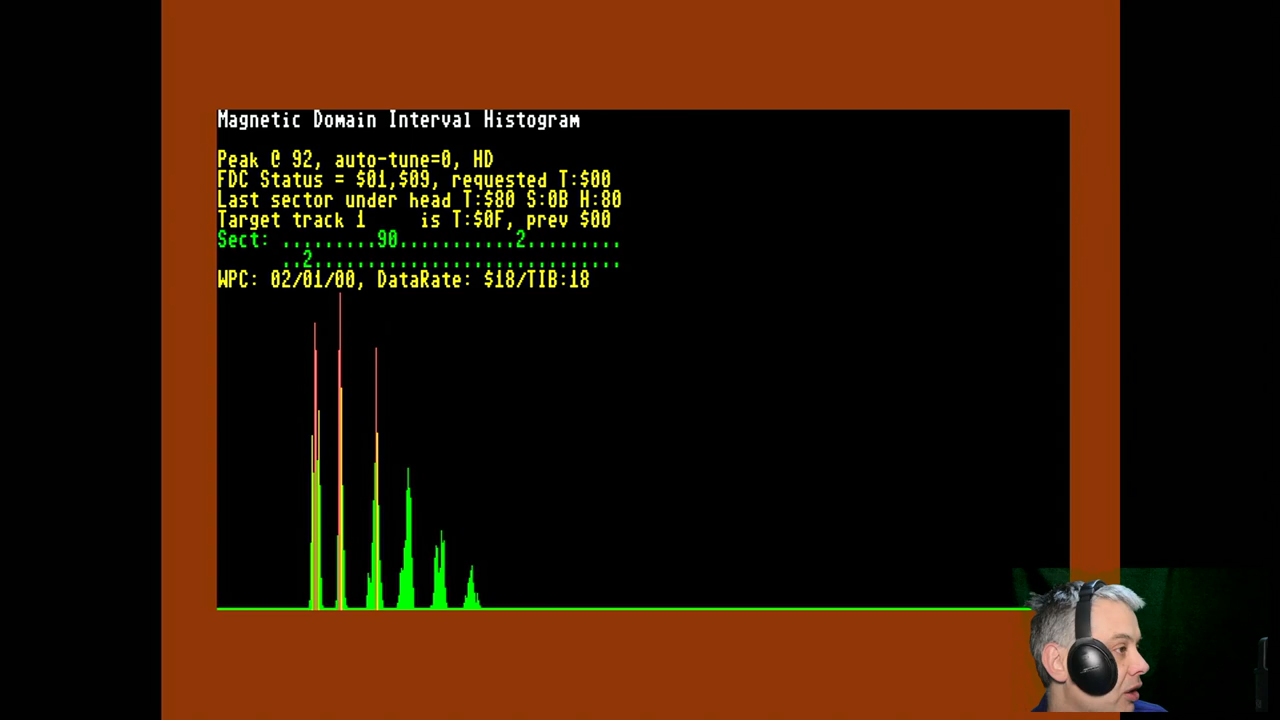 Magnetic Domain Interval Histogram
Peak @ 92, auto-tune=0, HD
FDC Status = $01,$09, requested T:$00
Last sector under head T:$80 S:0B H:80
Target track 1     is T:$0F, prev $00
Sect: .........90...........2.........
..2.............................
WPC: 02/01/00, DataRate: $18/TIB:18